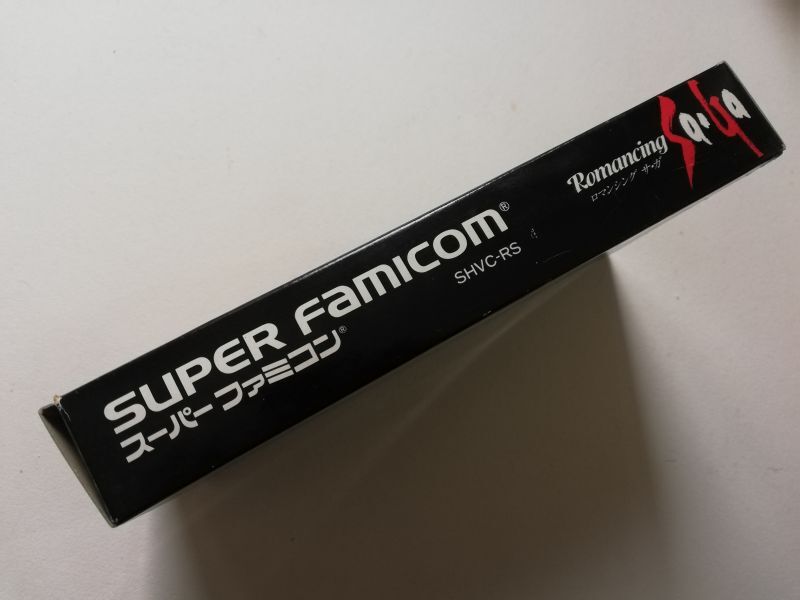 SUPER FAMICOM®
スーパーファミコン®
SHVC-RS
Romancing Sa·Ga
ロマンシング サ・ガ